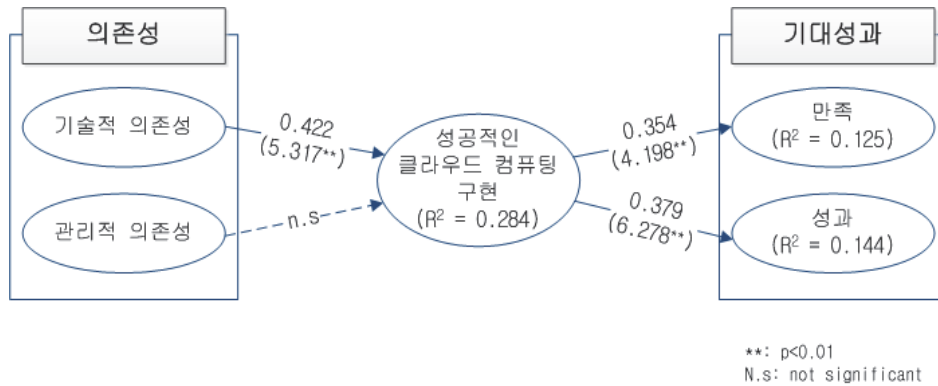 의존성
기술적 의존성
관리적 의존성
0.422
(5.317**)
n.s
성공적인
클라우드 컴퓨팅
구현
(R² = 0.284)
0.354
(4.198**)
0.379
(6.278**)
기대성과
만족
(R² = 0.125)
성과
(R² = 0.144)
**: p<0.01
N.s: not significant